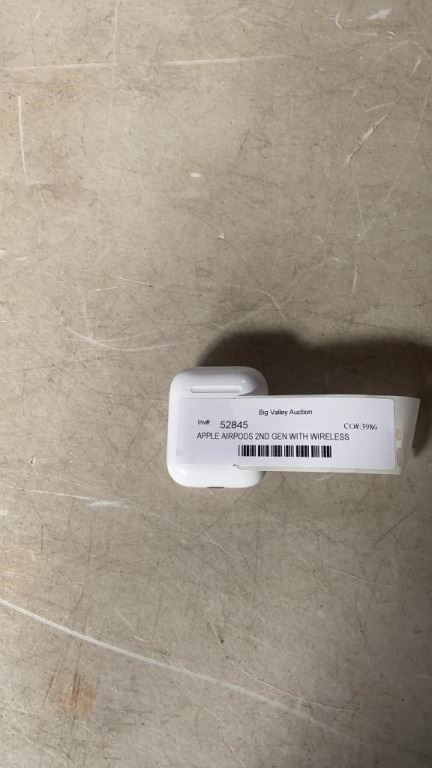 Big Valley Auction
Inv#: 52845 CO#:3986
APPLE AIRPODS 2ND GEN WITH WIRELESS